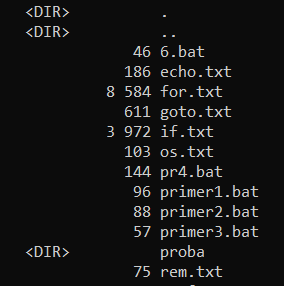 <DIR> .
<DIR> ..
46 6.bat
186 echo.txt
8 584 for.txt
611 goto.txt
3 972 if.txt
103 os.txt
144 pr4.bat
96 primer1.bat
88 primer2.bat
57 primer3.bat
<DIR> proba
75 rem.txt